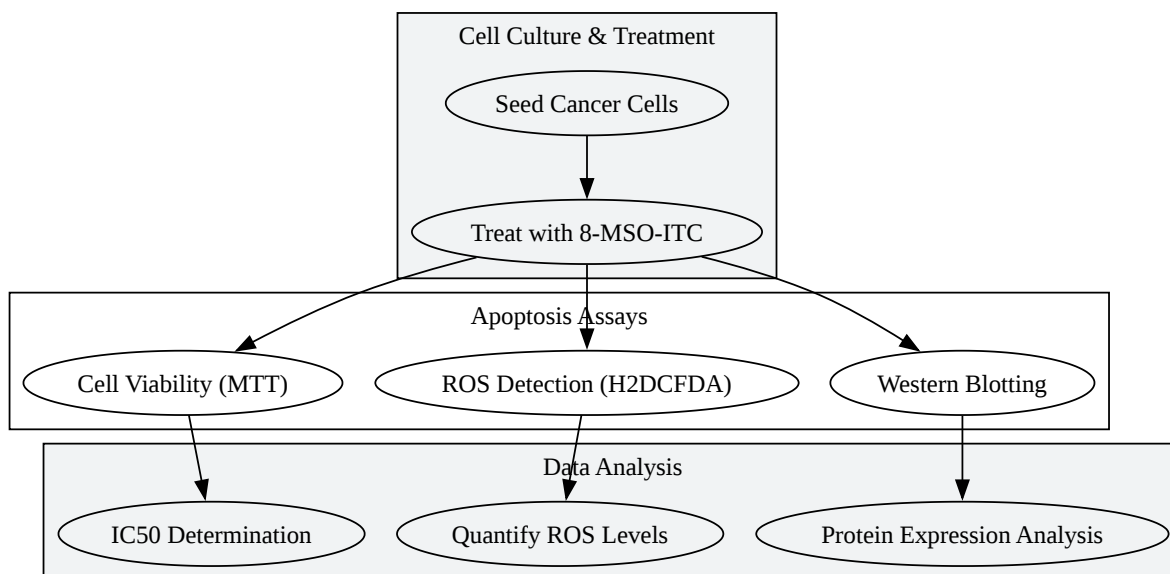 Cell Culture & Treatment
Seed Cancer Cells
Treat with 8-MSO-ITC
Apoptosis Assays
Cell Viability (MTT)
ROS Detection (H2DCFDA)
Western Blotting
Data Analysis
IC50 Determination
Quantify ROS Levels
Protein Expression Analysis